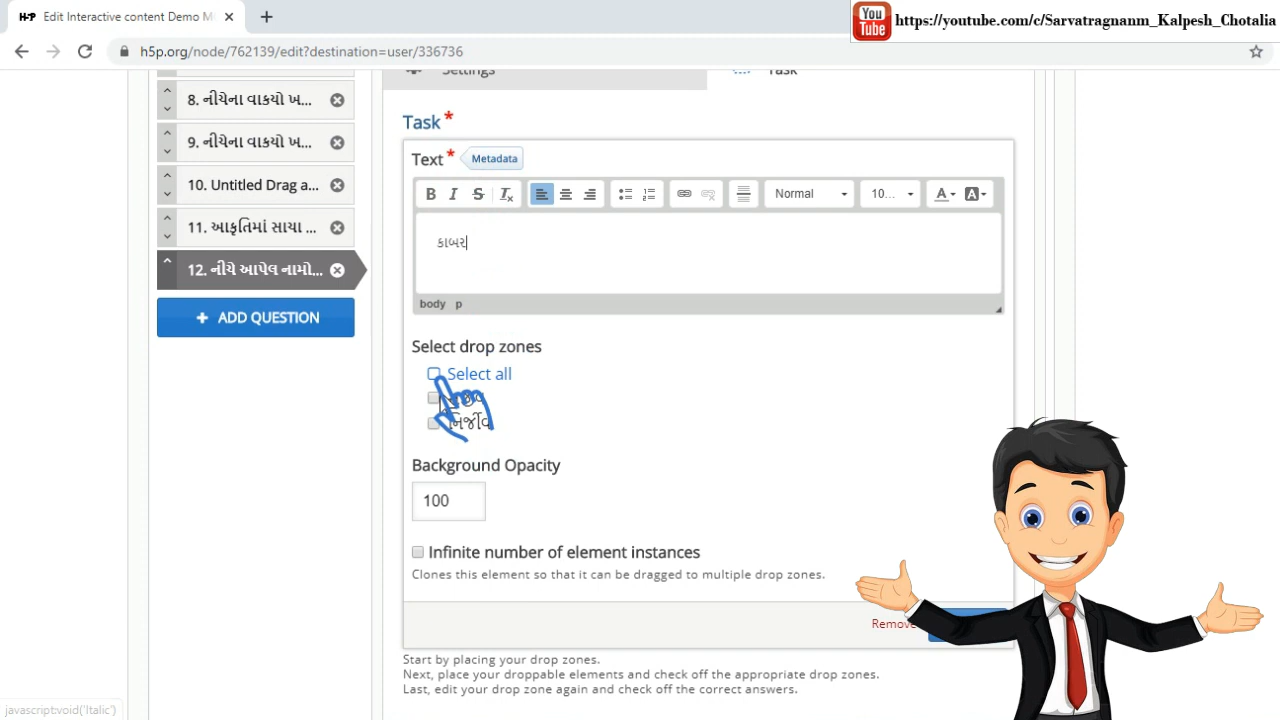 Edit Interactive content Demo M
https://youtube.com/c/Sarvatragnanm_Kalpesh_Chotalia
h5p.org/node/762139/edit?destination=user/336736
Settings
Task
8. નીચેના વાક્યો ખ...
9. નીચેના વાક્યો ખ...
10. Untitled Drag a...
11. આકૃતિમાં સાચા ...
12. નીચે આપેલ નામો...
+ ADD QUESTION
Task *
Text * Metadata
Normal
10...
કાબર
body p
Select drop zones
Select all
નિર્જીવ
Background Opacity
100
Infinite number of element instances
Clones this element so that it can be dragged to multiple drop zones.
Remove
Start by placing your drop zones.
Next, place your droppable elements and check off the appropriate drop zones.
Last, edit your drop zone again and check off the correct answers.
javascript:void('Italic')